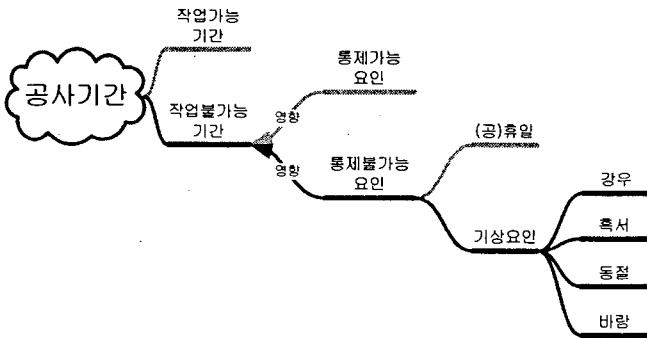 작업가능
기간
공사기간
작업불가능
기간
통제가능
요인
영향
영향
통제불가능
요인
(공)휴일
기상요인
강우
혹서
동절
바람